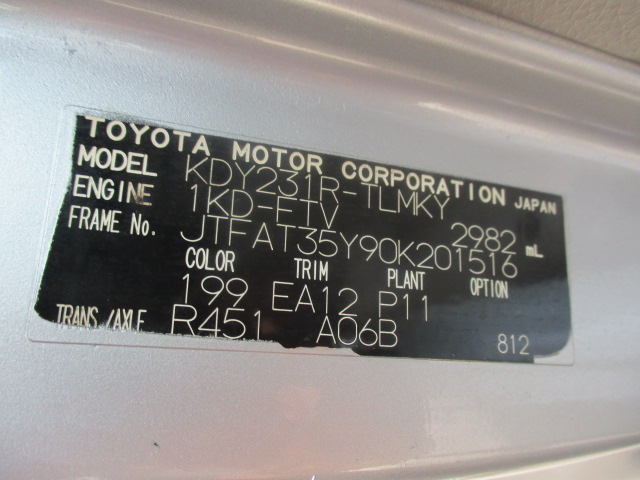 TOYOTA MOTOR CORPORATION JAPAN
MODEL KDY231R-TLMKY
ENGINE 1KD-FTV 2982 mL
FRAME No. JTFAT35Y90K201516
COLOR TRIM PLANT OPTION
199 EA12 P11
TRANS/AXLE R451 A06B
812